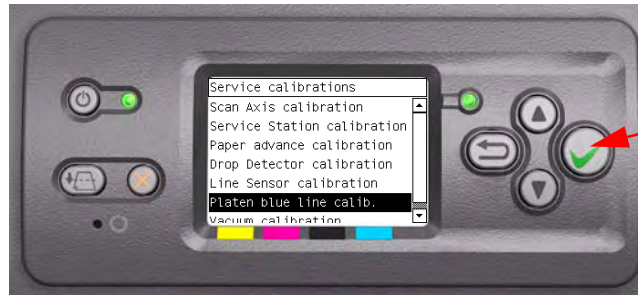 Service calibrations
Scan Axis calibration
Service Station calibration
Paper advance calibration
Drop Detector calibration
Line Sensor calibration
Platen blue line calib.
Vacuum calibration